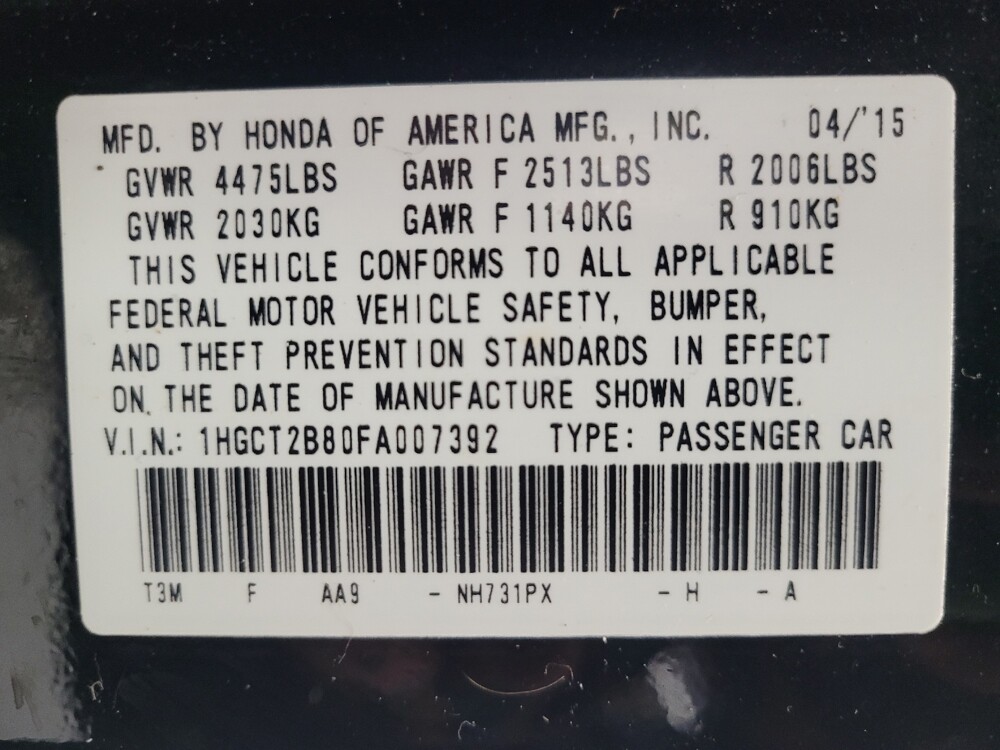 MFD. BY HONDA OF AMERICA MFG., INC. 04/'15
GVWR 4475LBS GAWR F 2513LBS R 2006LBS
GVWR 2030KG GAWR F 1140KG R 910KG
THIS VEHICLE CONFORMS TO ALL APPLICABLE
FEDERAL MOTOR VEHICLE SAFETY, BUMPER,
AND THEFT PREVENTION STANDARDS IN EFFECT
ON THE DATE OF MANUFACTURE SHOWN ABOVE.
V.I.N.: 1HGCT2B80FA007392 TYPE: PASSENGER CAR
T3M F AA9 - NH731PX - H - A